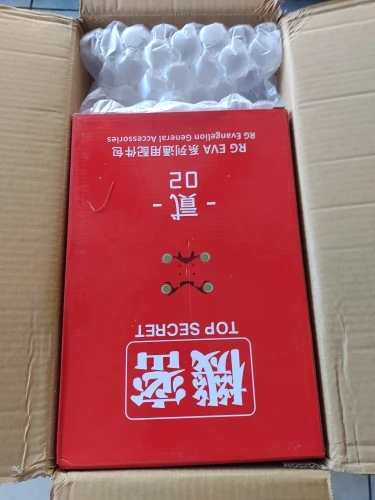 機密
TOP SECRET
- 貳 -
02
RG EVA 系列通用配件包
RG Evangelion General Accessories